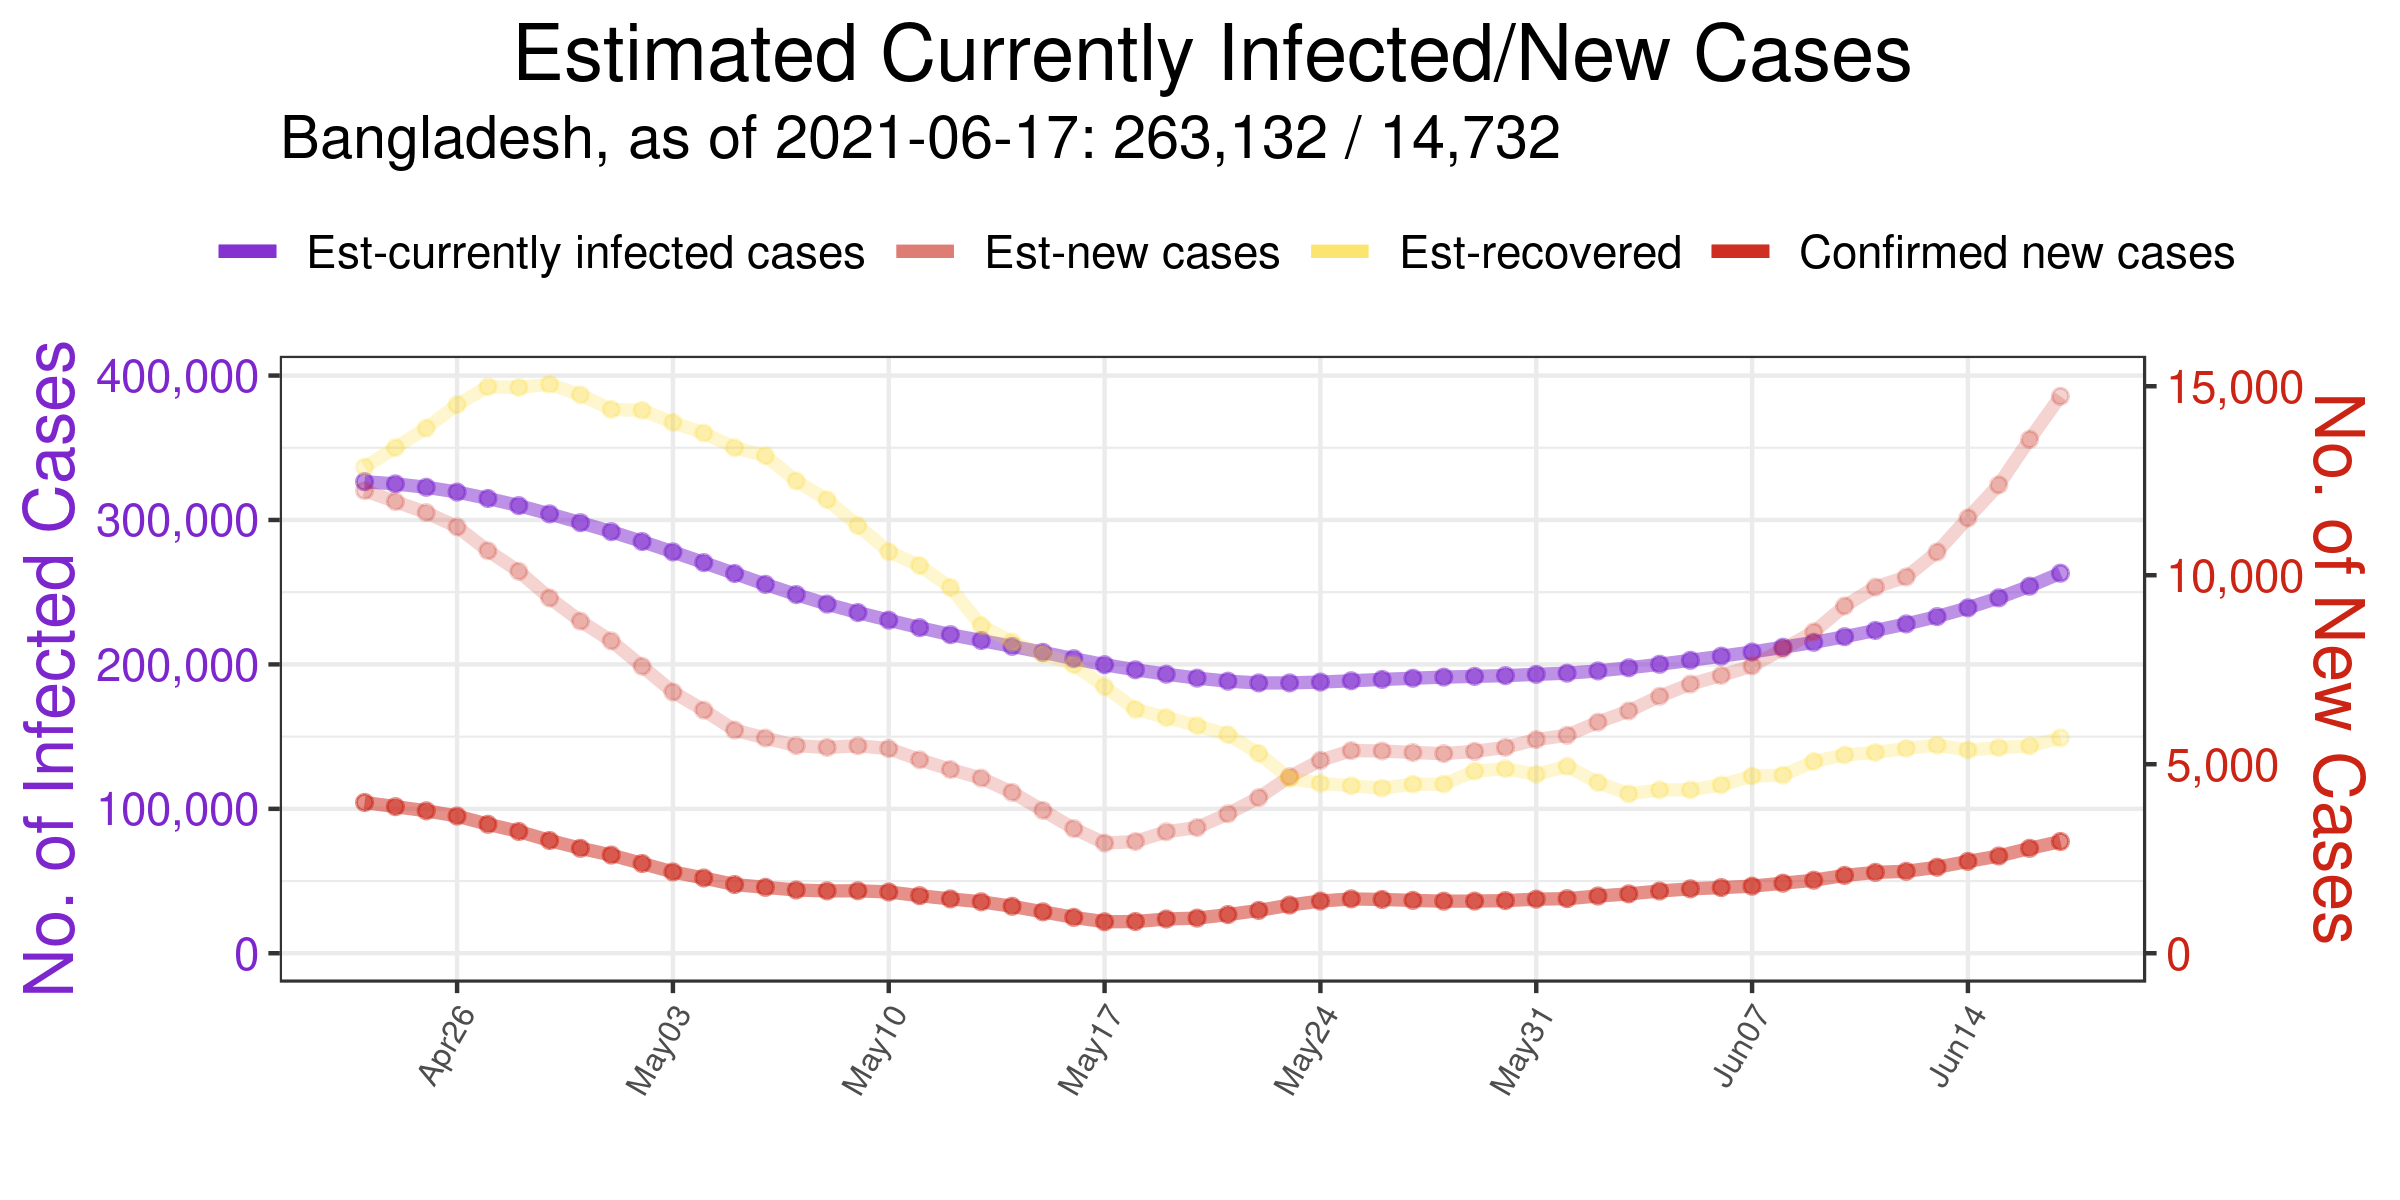 Estimated Currently Infected/New Cases
Bangladesh, as of 2021-06-17: 263,132 / 14,732
Est-currently infected cases Est-new cases Est-recovered Confirmed new cases
No. of Infected Cases
400,000
300,000
200,000
100,000
0
15,000
10,000
5,000
0
No. of New Cases
Apr26 May03 May10 May17 May24 May31 Jun07 Jun14